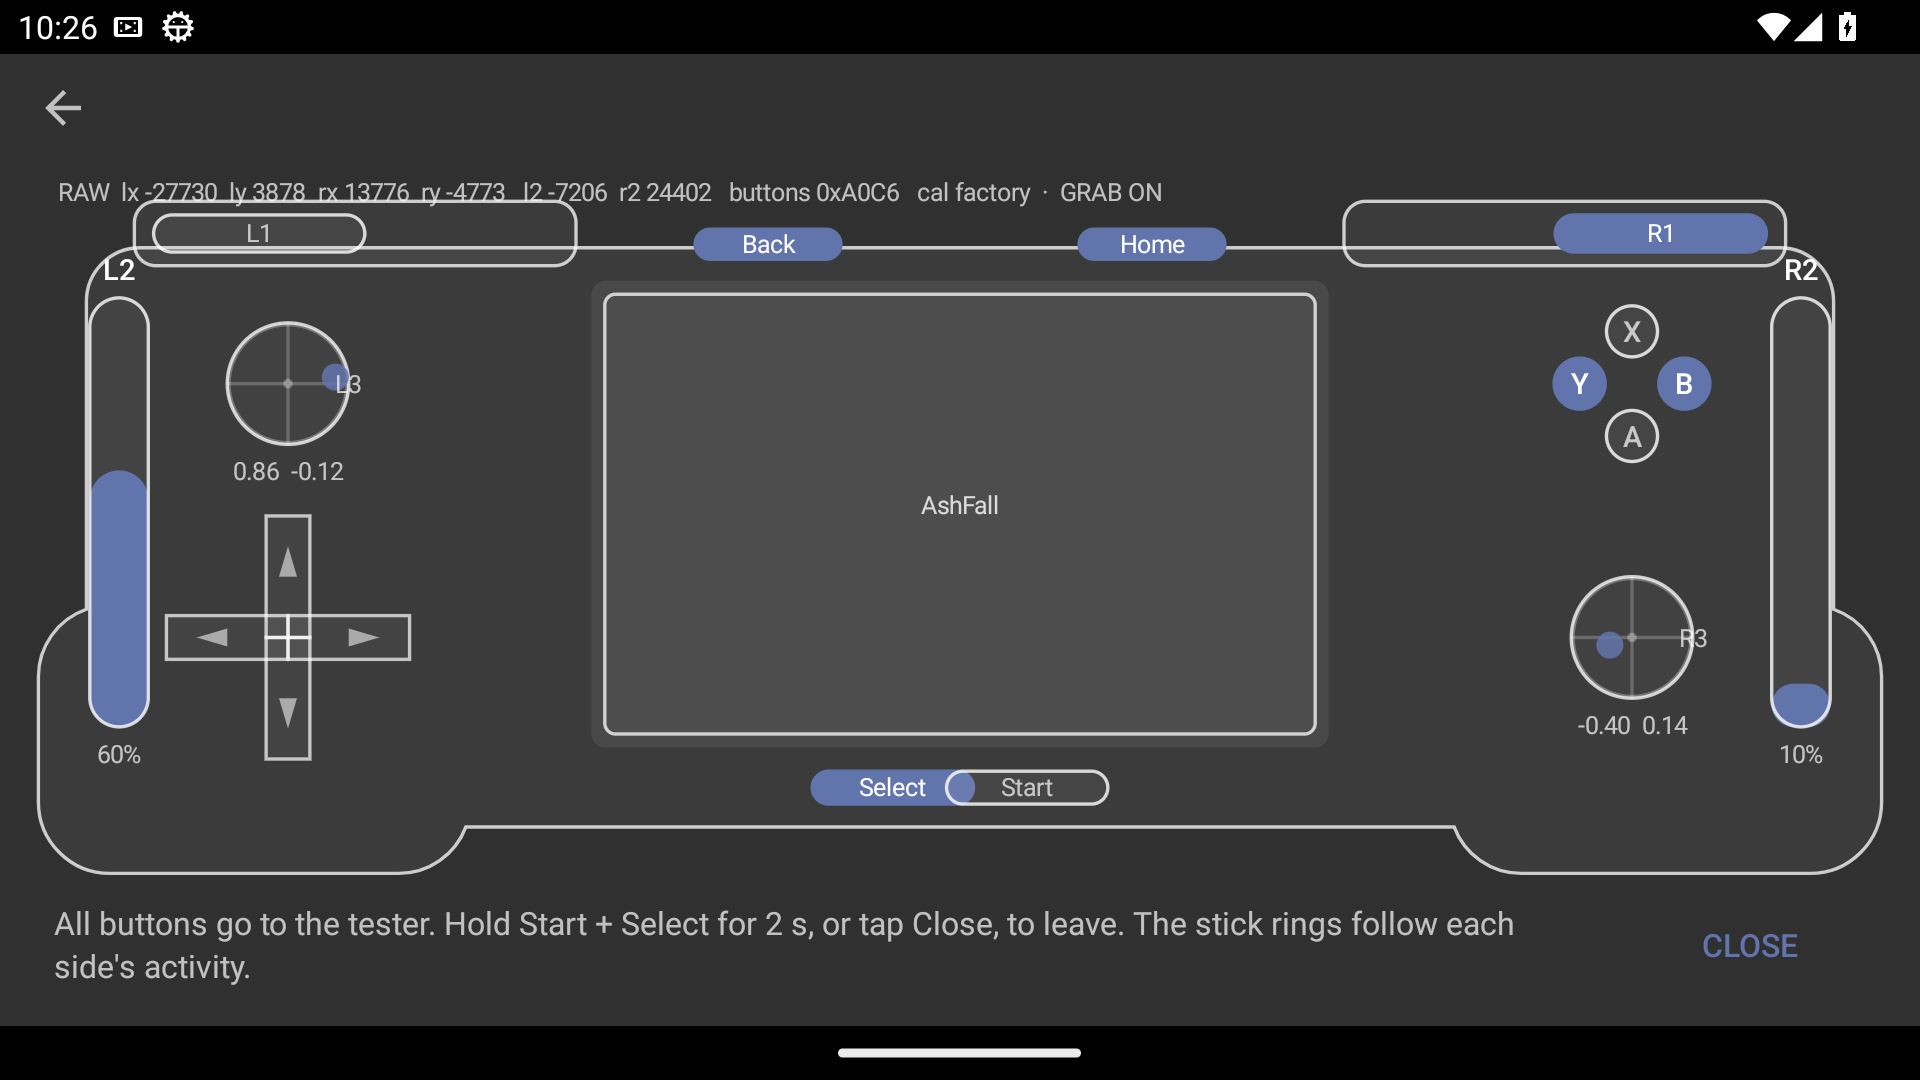 10:26
RAW lx -27730 ly 3878 rx 13776 ry -4773 l2 -7206 r2 24402 buttons 0xA0C6 cal factory · GRAB ON
L1
Back
Home
R1
L2
R2
X
L3
Y
B
A
0.86 -0.12
AshFall
R3
-0.40 0.14
60%
10%
Select
Start
All buttons go to the tester. Hold Start + Select for 2 s, or tap Close, to leave. The stick rings follow each
side's activity.
CLOSE